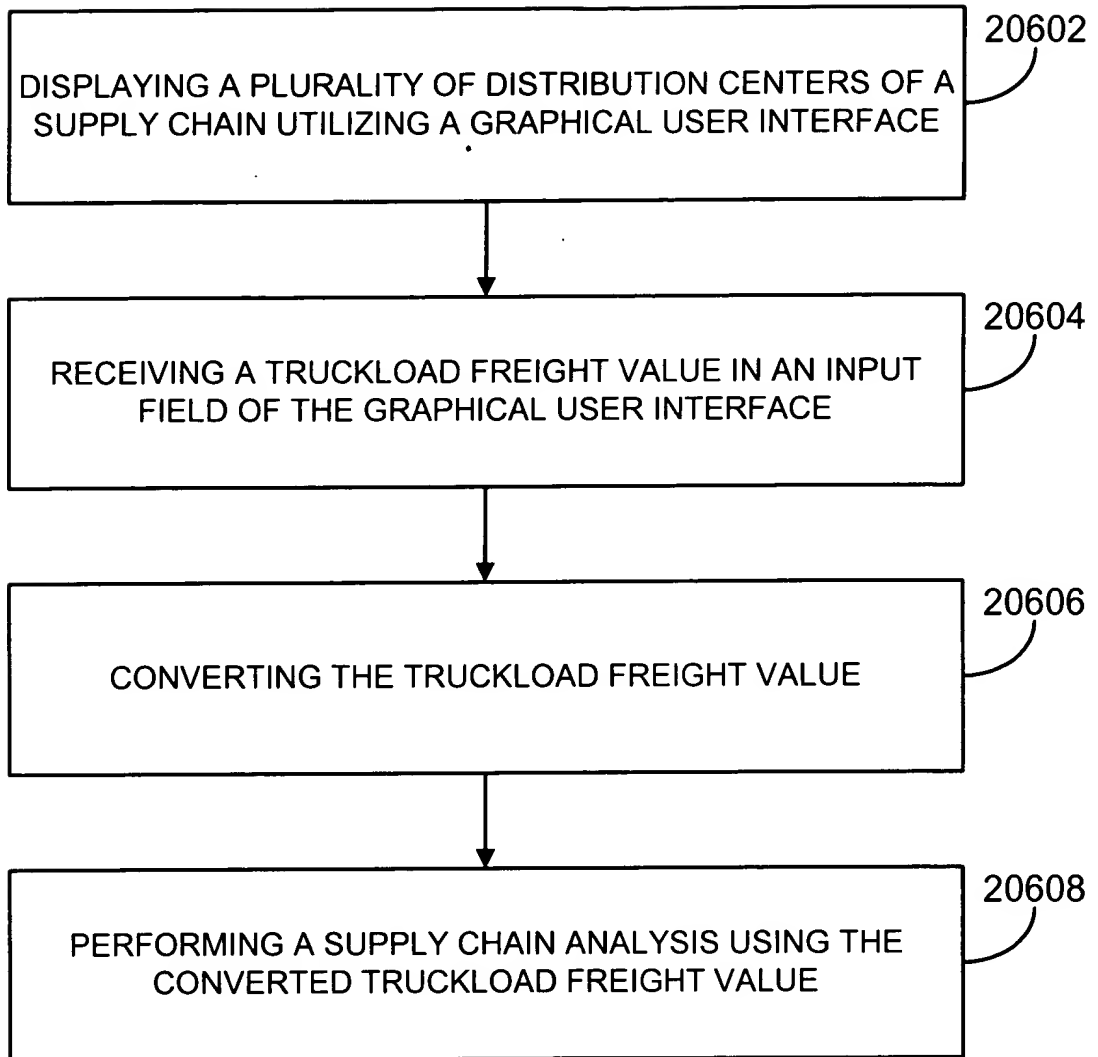 20602
DISPLAYING A PLURALITY OF DISTRIBUTION CENTERS OF A
SUPPLY CHAIN UTILIZING A GRAPHICAL USER INTERFACE
20604
RECEIVING A TRUCKLOAD FREIGHT VALUE IN AN INPUT
FIELD OF THE GRAPHICAL USER INTERFACE
20606
CONVERTING THE TRUCKLOAD FREIGHT VALUE
20608
PERFORMING A SUPPLY CHAIN ANALYSIS USING THE
CONVERTED TRUCKLOAD FREIGHT VALUE